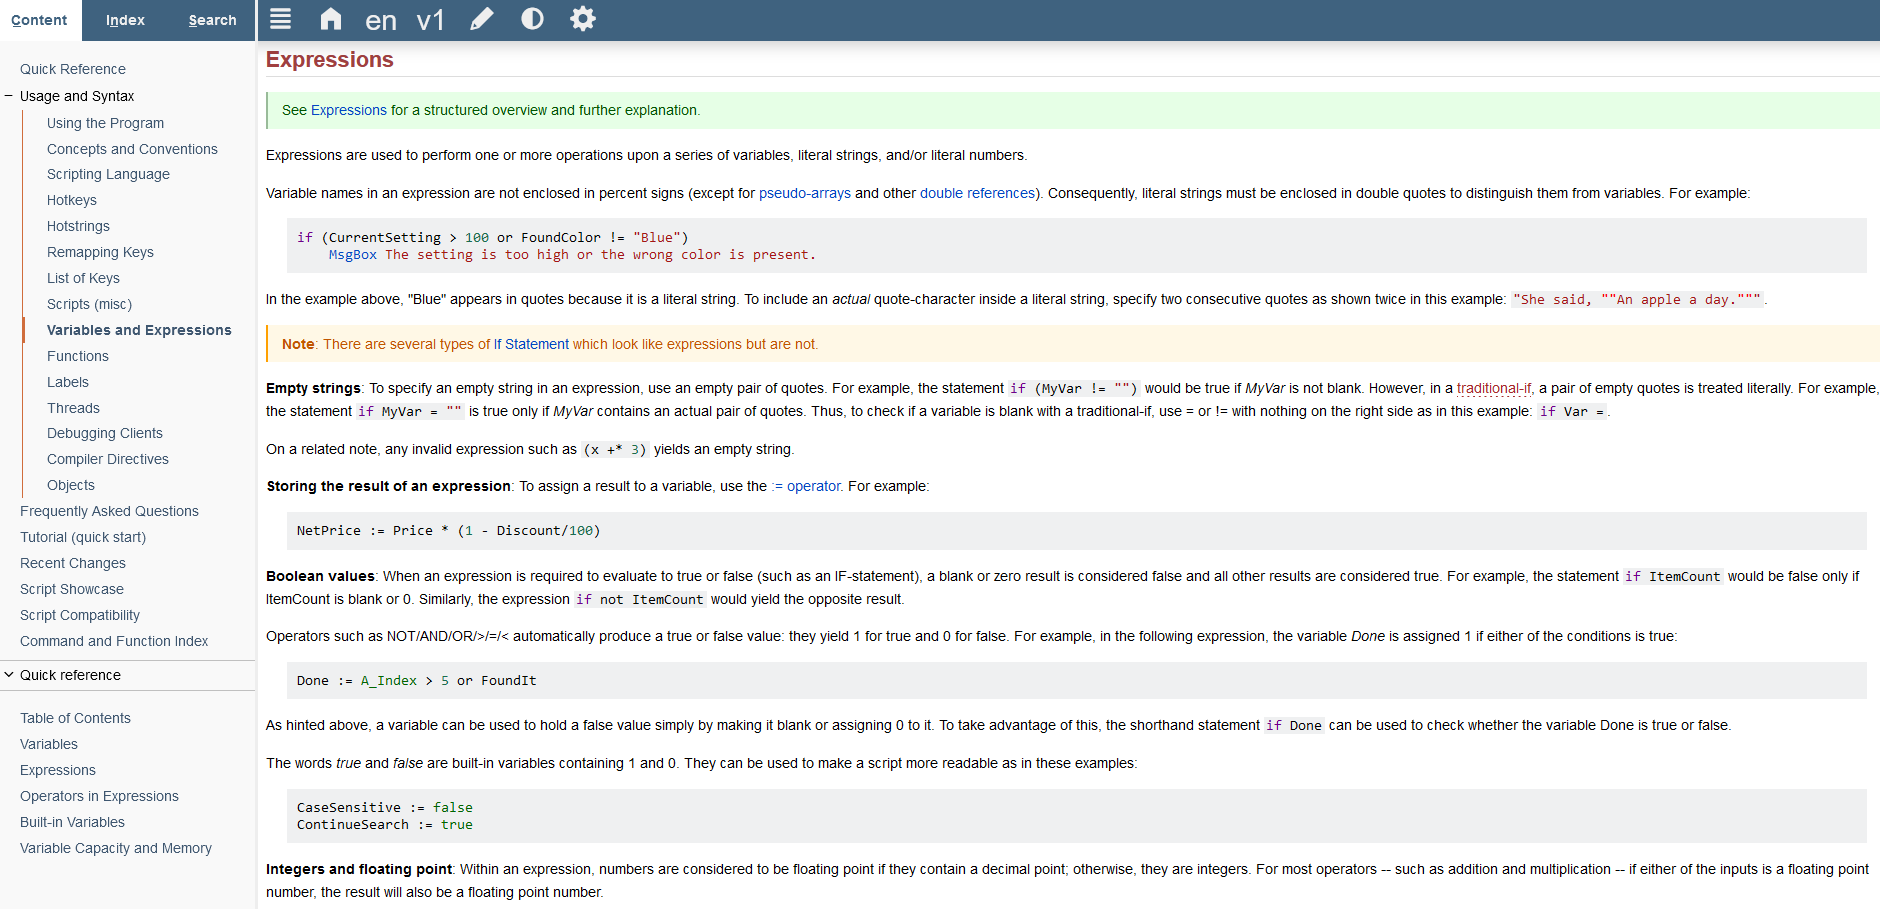 Content Index Search en v1
Quick Reference
− Usage and Syntax
Using the Program
Concepts and Conventions
Scripting Language
Hotkeys
Hotstrings
Remapping Keys
List of Keys
Scripts (misc)
Variables and Expressions
Functions
Labels
Threads
Debugging Clients
Compiler Directives
Objects
Frequently Asked Questions
Tutorial (quick start)
Recent Changes
Script Showcase
Script Compatibility
Command and Function Index
Quick reference
Table of Contents
Variables
Expressions
Operators in Expressions
Built-in Variables
Variable Capacity and Memory
Expressions
See Expressions for a structured overview and further explanation.
Expressions are used to perform one or more operations upon a series of variables, literal strings, and/or literal numbers.
Variable names in an expression are not enclosed in percent signs (except for pseudo-arrays and other double references). Consequently, literal strings must be enclosed in double quotes to distinguish them from variables. For example:
if (CurrentSetting > 100 or FoundColor != "Blue")
MsgBox The setting is too high or the wrong color is present.
In the example above, "Blue" appears in quotes because it is a literal string. To include an actual quote-character inside a literal string, specify two consecutive quotes as shown twice in this example: "She said, ""An apple a day.""".
Note: There are several types of If Statement which look like expressions but are not.
Empty strings: To specify an empty string in an expression, use an empty pair of quotes. For example, the statement if (MyVar != "") would be true if MyVar is not blank. However, in a traditional-if, a pair of empty quotes is treated literally. For example,
the statement if MyVar = "" is true only if MyVar contains an actual pair of quotes. Thus, to check if a variable is blank with a traditional-if, use = or != with nothing on the right side as in this example: if Var =.
On a related note, any invalid expression such as (x +* 3) yields an empty string.
Storing the result of an expression: To assign a result to a variable, use the := operator. For example:
NetPrice := Price * (1 - Discount/100)
Boolean values: When an expression is required to evaluate to true or false (such as an IF-statement), a blank or zero result is considered false and all other results are considered true. For example, the statement if ItemCount would be false only if
ItemCount is blank or 0. Similarly, the expression if not ItemCount would yield the opposite result.
Operators such as NOT/AND/OR/>/=/< automatically produce a true or false value: they yield 1 for true and 0 for false. For example, in the following expression, the variable Done is assigned 1 if either of the conditions is true:
Done := A_Index > 5 or FoundIt
As hinted above, a variable can be used to hold a false value simply by making it blank or assigning 0 to it. To take advantage of this, the shorthand statement if Done can be used to check whether the variable Done is true or false.
The words true and false are built-in variables containing 1 and 0. They can be used to make a script more readable as in these examples:
CaseSensitive := false
ContinueSearch := true
Integers and floating point: Within an expression, numbers are considered to be floating point if they contain a decimal point; otherwise, they are integers. For most operators -- such as addition and multiplication -- if either of the inputs is a floating point
number, the result will also be a floating point number.